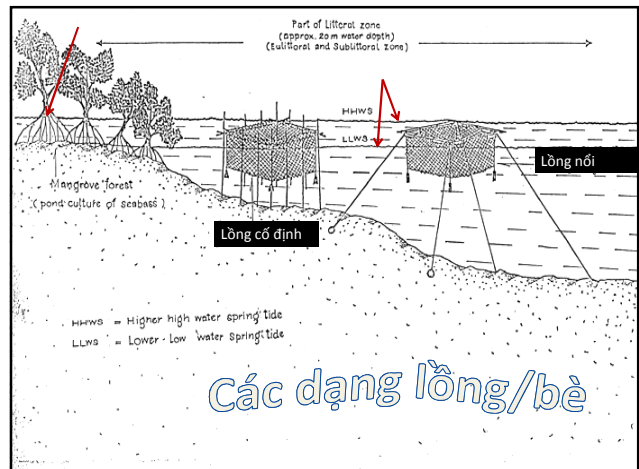 Part of Littoral zone
(approx. 20 m water depth)
(Eulittoral and Sublittoral Zone)
HHWS
LLWS
Lồng nổi
Mangrove forest
(pond culture of seabass)
Lồng cố định
HHWS = Higher high water spring tide
LLWS = Lower-Low water spring tide
Các dạng lồng/bè